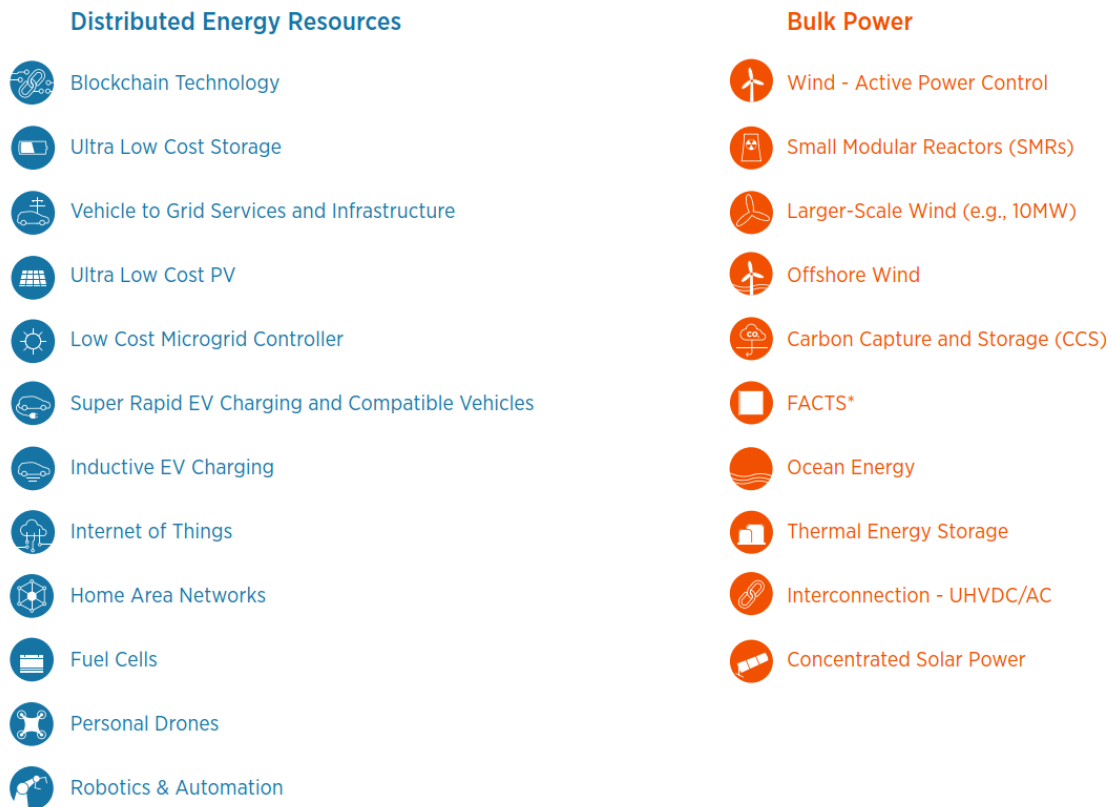 Distributed Energy Resources
Blockchain Technology
Ultra Low Cost Storage
Vehicle to Grid Services and Infrastructure
Ultra Low Cost PV
Low Cost Microgrid Controller
Super Rapid EV Charging and Compatible Vehicles
Inductive EV Charging
Internet of Things
Home Area Networks
Fuel Cells
Personal Drones
Robotics & Automation
Bulk Power
Wind - Active Power Control
Small Modular Reactors (SMRs)
Larger-Scale Wind (e.g., 10MW)
Offshore Wind
CO₂
Carbon Capture and Storage (CCS)
FACTS*
Ocean Energy
Thermal Energy Storage
Interconnection - UHVDC/AC
Concentrated Solar Power